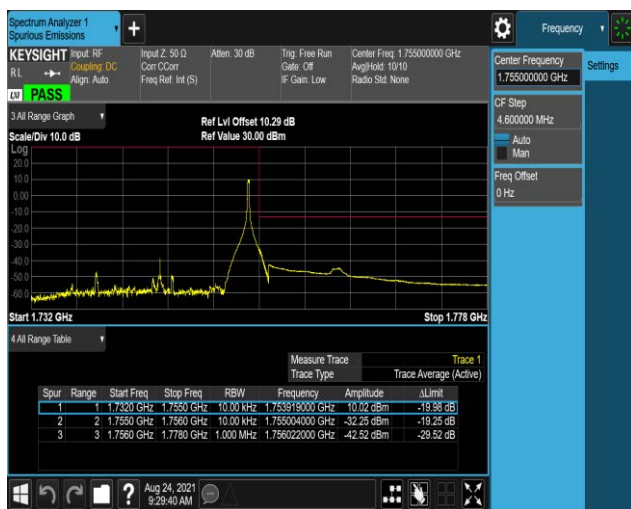 Spectrum Analyzer 1
Spurious Emissions
+
Frequency
KEYSIGHT Input: RF Input Z: 50 Ω Atten: 30 dB Trig: Free Run Center Freq: 1.755000000 GHz
RL Coupling: DC Corr CCorr Gate: Off Avg|Hold: 10/10
Align: Auto Freq Ref: Int (S) IF Gain: Low Radio Std: None
LXI PASS
Center Frequency
1.755000000 GHz
Settings
CF Step
4.600000 MHz
Auto
Man
Freq Offset
0 Hz
3 All Range Graph
Ref Lvl Offset 10.29 dB
Scale/Div 10.0 dB Ref Value 30.00 dBm
Log
20.0
10.0
0.00
-10.0
-20.0
-30.0
-40.0
-50.0
-60.0
Start 1.732 GHz Stop 1.778 GHz
4 All Range Table
Measure Trace Trace 1
Trace Type Trace Average (Active)
Spur Range Start Freq Stop Freq RBW Frequency Amplitude ΔLimit
1 1 1.7320 GHz 1.7550 GHz 10.00 kHz 1.753919000 GHz 10.02 dBm -19.98 dB
2 2 1.7550 GHz 1.7560 GHz 10.00 kHz 1.755004000 GHz -32.25 dBm -19.25 dB
3 3 1.7560 GHz 1.7780 GHz 1.000 MHz 1.756022000 GHz -42.52 dBm -29.52 dB
? Aug 24, 2021
9:29:40 AM